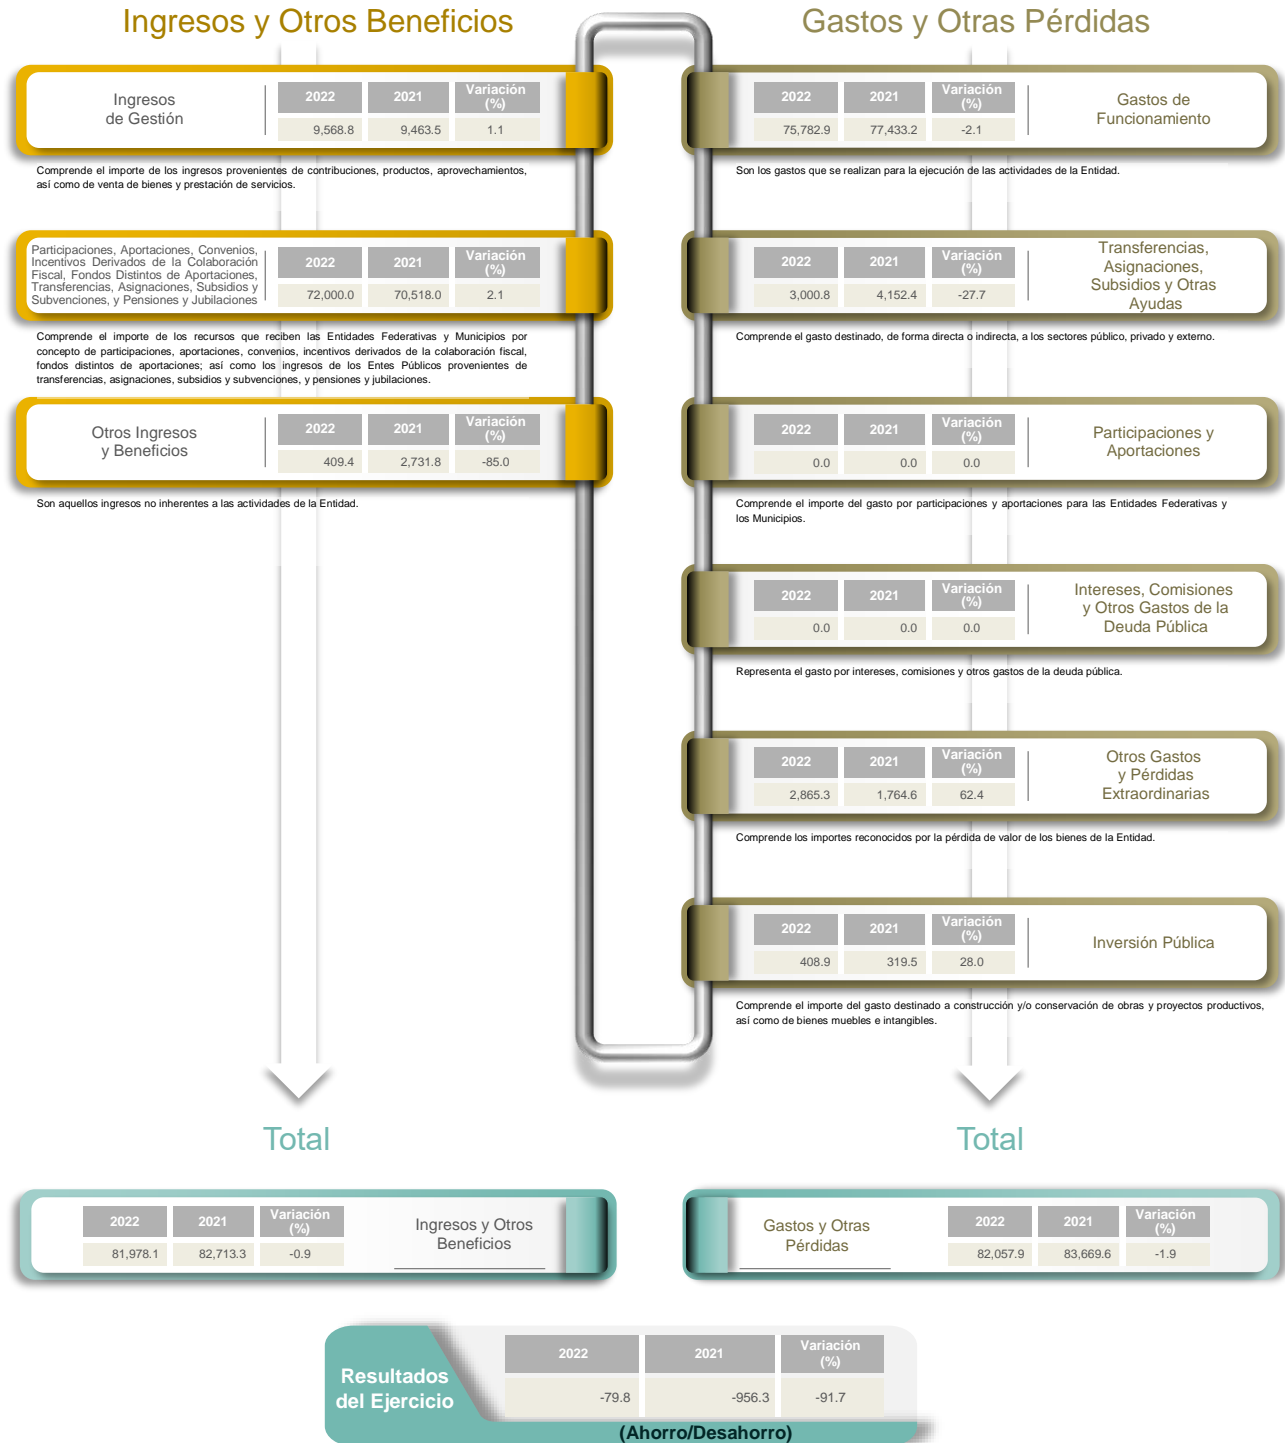 Ingresos y Otros Beneficios
Ingresos
de Gestión
2022 2021 Variación (%)
9,568.8 9,463.5 1.1
Comprende el importe de los ingresos provenientes de contribuciones, productos, aprovechamientos,
así como de venta de bienes y prestación de servicios.
Participaciones, Aportaciones, Convenios,
Incentivos Derivados de la Colaboración
Fiscal, Fondos Distintos de Aportaciones,
Transferencias, Asignaciones, Subsidios y
Subvenciones, y Pensiones y Jubilaciones
2022 2021 Variación (%)
72,000.0 70,518.0 2.1
Comprende el importe de los recursos que reciben las Entidades Federativas y Municipios por
concepto de participaciones, aportaciones, convenios, incentivos derivados de la colaboración fiscal,
fondos distintos de aportaciones; así como los ingresos de los Entes Públicos provenientes de
transferencias, asignaciones, subsidios y subvenciones, y pensiones y jubilaciones.
Otros Ingresos
y Beneficios
2022 2021 Variación (%)
409.4 2,731.8 -85.0
Son aquellos ingresos no inherentes a las actividades de la Entidad.
Gastos y Otras Pérdidas
2022 2021 Variación (%)
75,782.9 77,433.2 -2.1
Gastos de
Funcionamiento
Son los gastos que se realizan para la ejecución de las actividades de la Entidad.
2022 2021 Variación (%)
3,000.8 4,152.4 -27.7
Transferencias,
Asignaciones,
Subsidios y Otras
Ayudas
Comprende el gasto destinado, de forma directa o indirecta, a los sectores público, privado y externo.
2022 2021 Variación (%)
0.0 0.0 0.0
Participaciones y
Aportaciones
Comprende el importe del gasto por participaciones y aportaciones para las Entidades Federativas y
los Municipios.
2022 2021 Variación (%)
0.0 0.0 0.0
Intereses, Comisiones
y Otros Gastos de la
Deuda Pública
Representa el gasto por intereses, comisiones y otros gastos de la deuda pública.
2022 2021 Variación (%)
2,865.3 1,764.6 62.4
Otros Gastos
y Pérdidas
Extraordinarias
Comprende los importes reconocidos por la pérdida de valor de los bienes de la Entidad.
2022 2021 Variación (%)
408.9 319.5 28.0
Inversión Pública
Comprende el importe del gasto destinado a construcción y/o conservación de obras y proyectos productivos,
así como de bienes muebles e intangibles.
Total
2022 2021 Variación (%)
81,978.1 82,713.3 -0.9
Ingresos y Otros
Beneficios
Total
Gastos y Otras
Pérdidas
2022 2021 Variación (%)
82,057.9 83,669.6 -1.9
Resultados
del Ejercicio
2022 2021 Variación (%)
-79.8 -956.3 -91.7
(Ahorro/Desahorro)